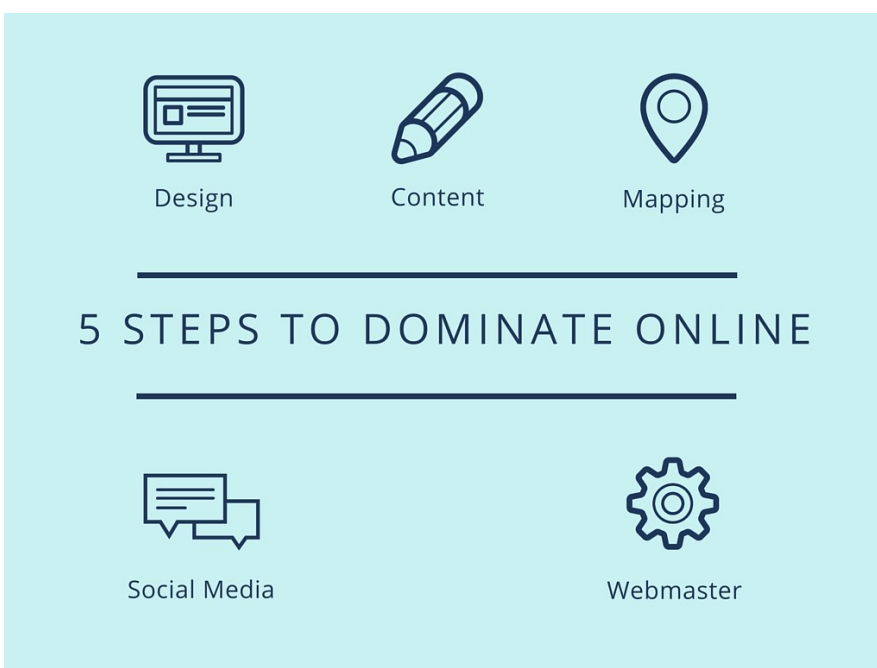 Design
Content
Mapping
5 STEPS TO DOMINATE ONLINE
Social Media
Webmaster